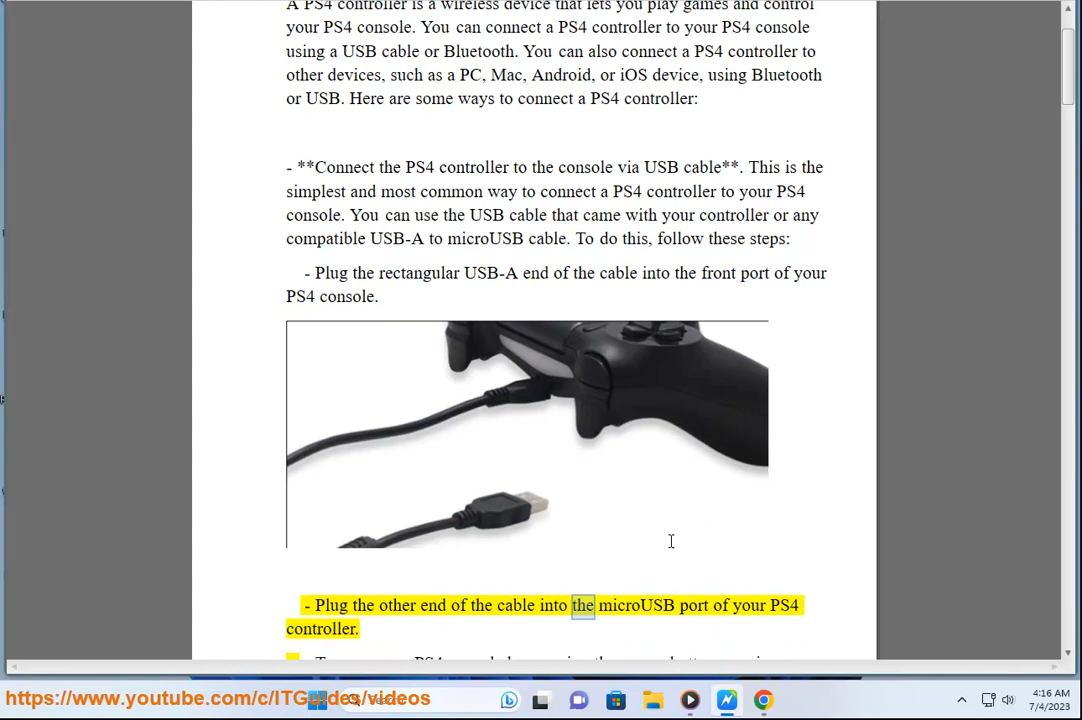 A PS4 controller is a wireless device that lets you play games and control
your PS4 console. You can connect a PS4 controller to your PS4 console
using a USB cable or Bluetooth. You can also connect a PS4 controller to
other devices, such as a PC, Mac, Android, or iOS device, using Bluetooth
or USB. Here are some ways to connect a PS4 controller:
- **Connect the PS4 controller to the console via USB cable**. This is the
simplest and most common way to connect a PS4 controller to your PS4
console. You can use the USB cable that came with your controller or any
compatible USB-A to microUSB cable. To do this, follow these steps:
- Plug the rectangular USB-A end of the cable into the front port of your
PS4 console.
- Plug the other end of the cable into the microUSB port of your PS4
controller.
https://www.youtube.com/c/ITGuides/videos
4:16 AM
7/4/2023